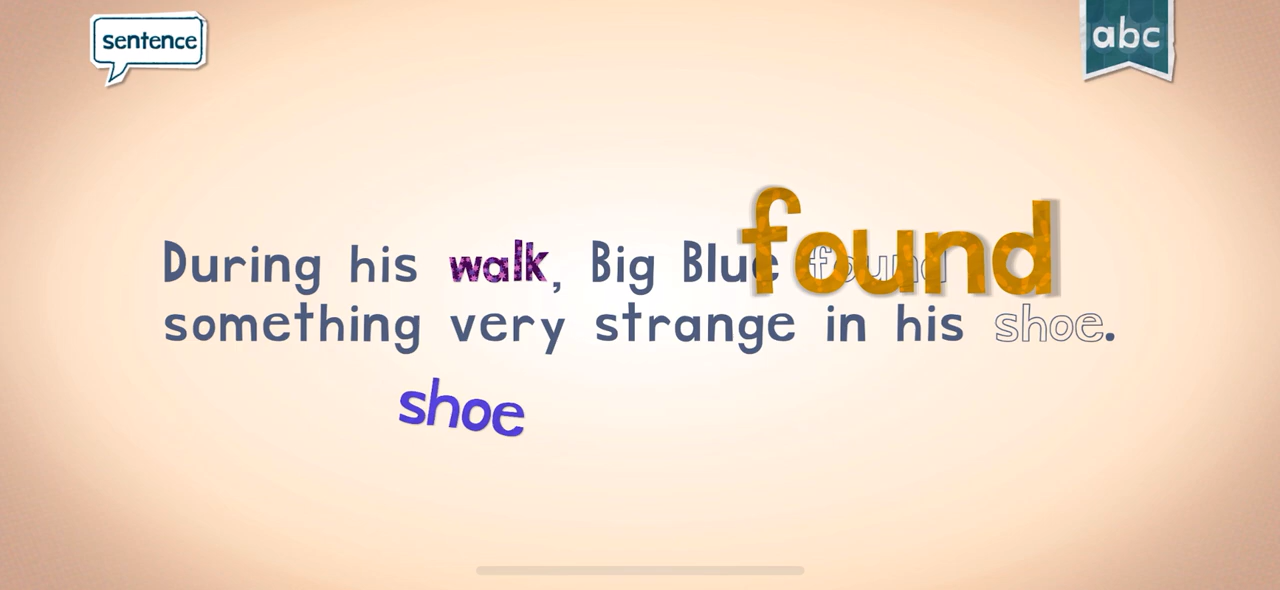 sentence
abc
During his walk, Big Blue found found
something very strange in his shoe.
shoe